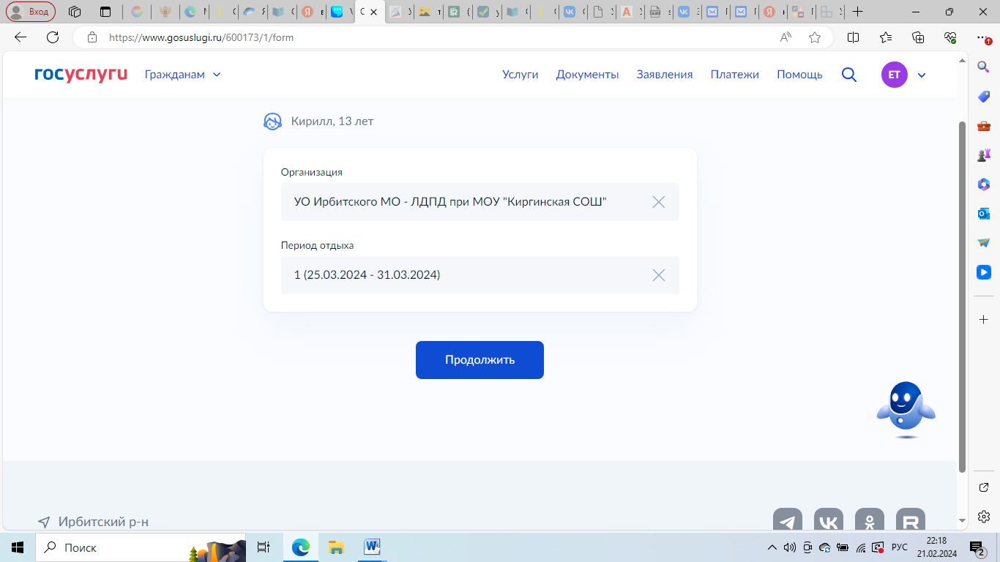 Вход
https://www.gosuslugi.ru/600173/1/form
госуслуги
Гражданам
Услуги
Документы
Заявления
Платежи
Помощь
ЕТ
Кирилл, 13 лет
Организация
УО Ирбитского МО - ЛДПД при МОУ "Киргинская СОШ"
Период отдыха
1 (25.03.2024 - 31.03.2024)
Продолжить
Ирбитский р-н
Поиск
РУС
22:18
21.02.2024
2